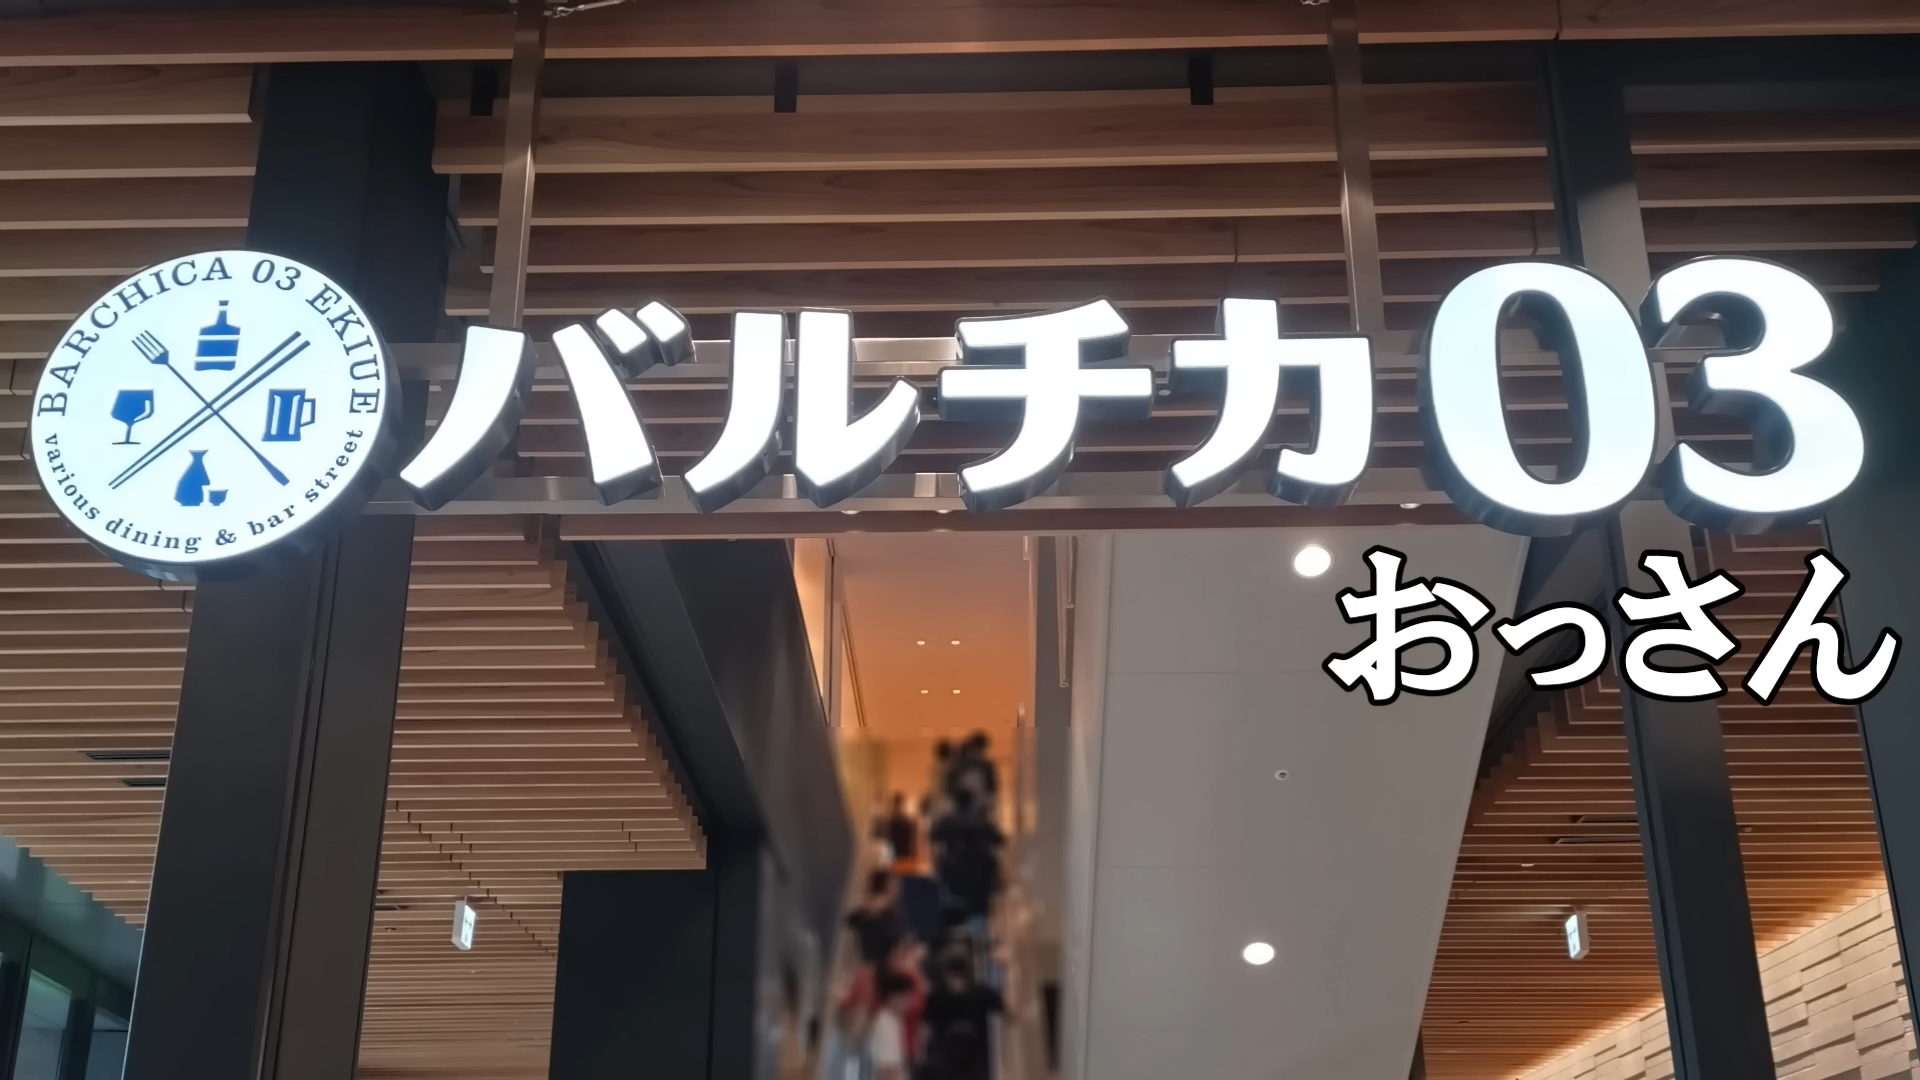 BARCHICA 03 EKIUE
various dining & bar street
バルチカ03
おっさん